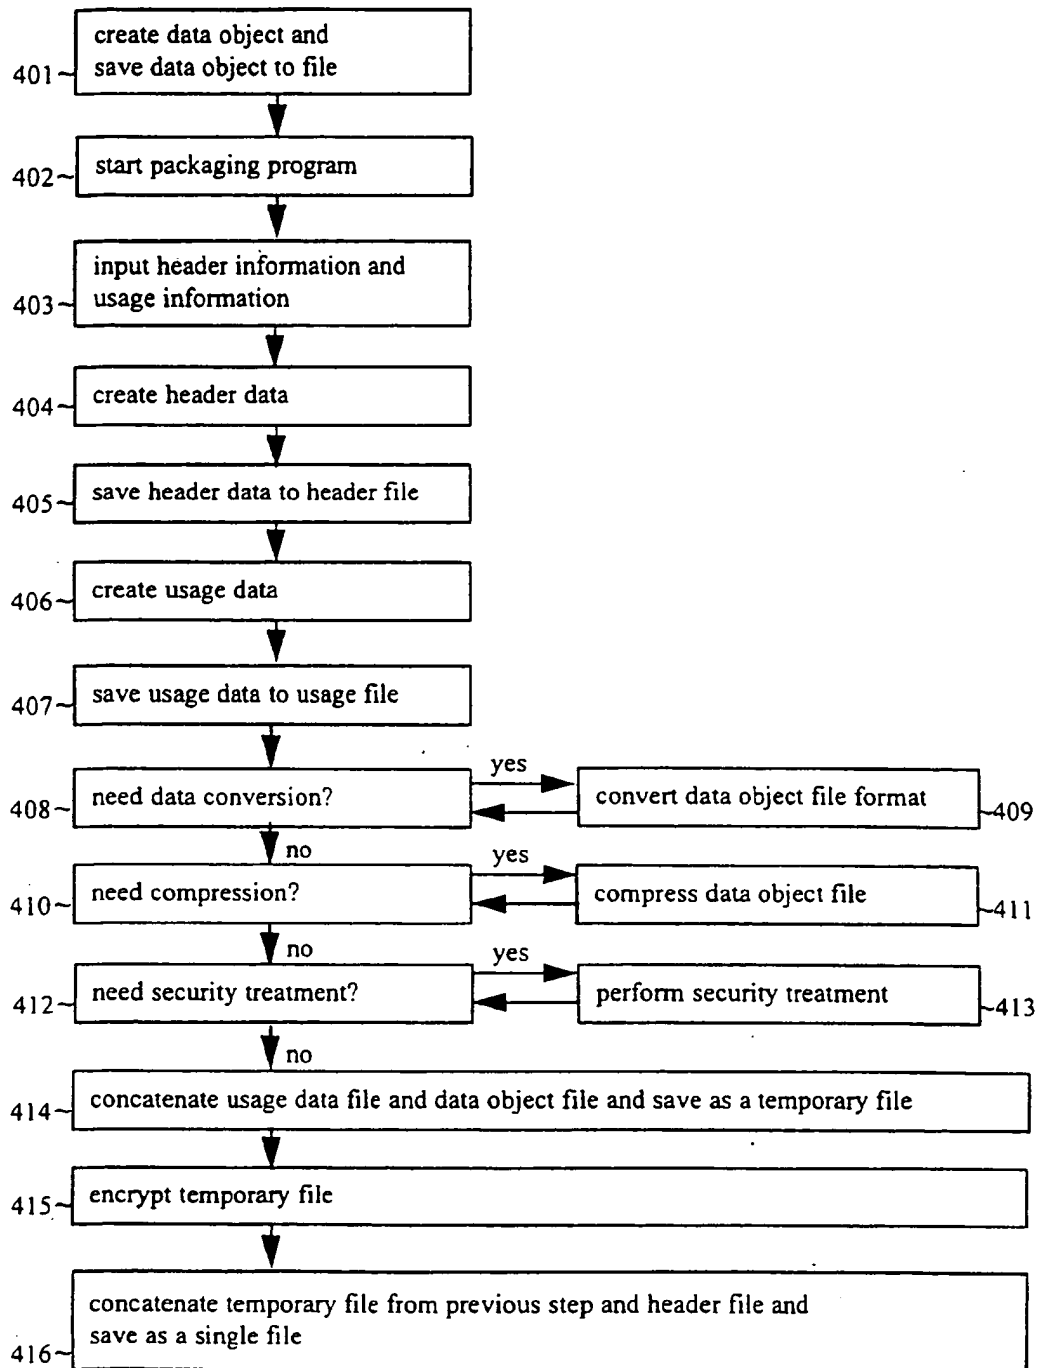 create data object and
save data object to file
401~
start packaging program
402~
input header information and
usage information
403~
create header data
404~
save header data to header file
405~
create usage data
406~
save usage data to usage file
407~
yes
need data conversion?
convert data object file format
408~
~409
no
yes
need compression?
compress data object file
410~
~411
no
yes
need security treatment?
perform security treatment
412~
~413
no
concatenate usage data file and data object file and save as a temporary file
414~
encrypt temporary file
415~
concatenate temporary file from previous step and header file and
save as a single file
416~